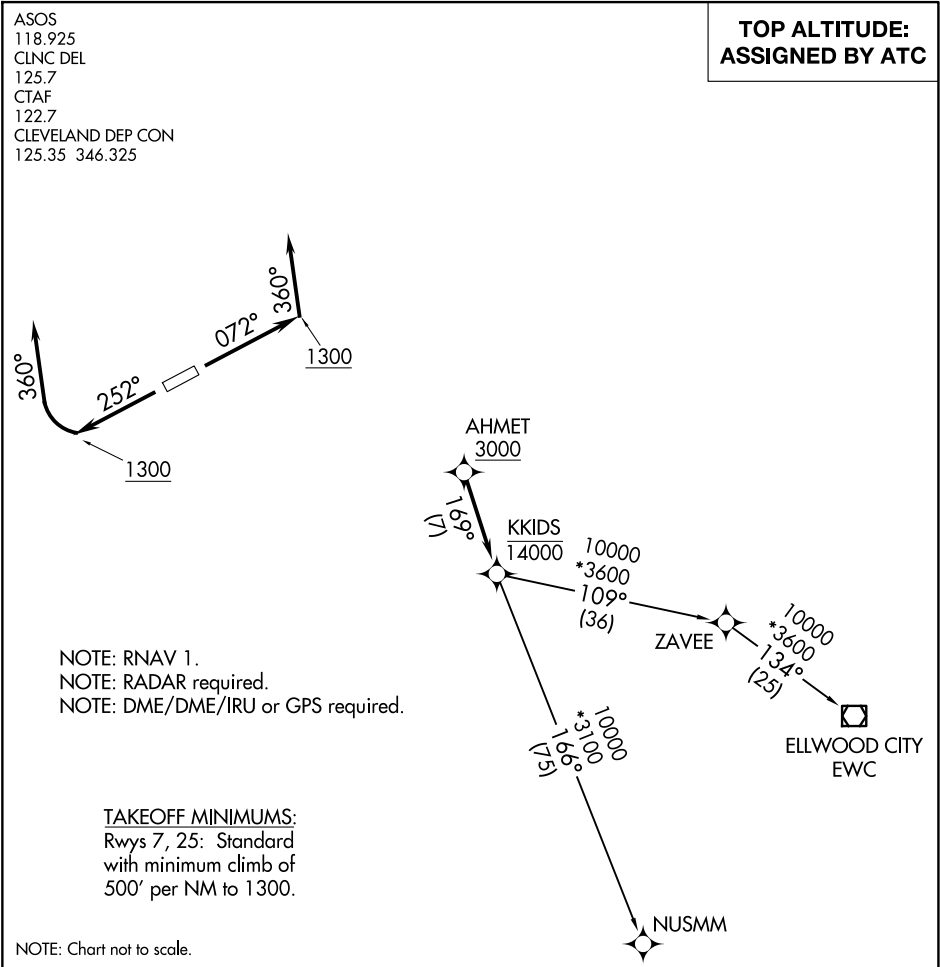 ASOS
118.925
CLNC DEL
125.7
CTAF
122.7
CLEVELAND DEP CON
125.35 346.325
TOP ALTITUDE:
ASSIGNED BY ATC
360°
072°
1300
360°
252°
1300
AHMET
3000
169°
(7)
KKIDS
14000
10000
*3600
109°
(36)
ZAVEE
10000
*3600
134°
(25)
ELLWOOD CITY
EWC
10000
*3100
166°
(75)
NUSMM
NOTE: RNAV 1.
NOTE: RADAR required.
NOTE: DME/DME/IRU or GPS required.
TAKEOFF MINIMUMS:
Rwys 7, 25: Standard
with minimum climb of
500' per NM to 1300.
NOTE: Chart not to scale.